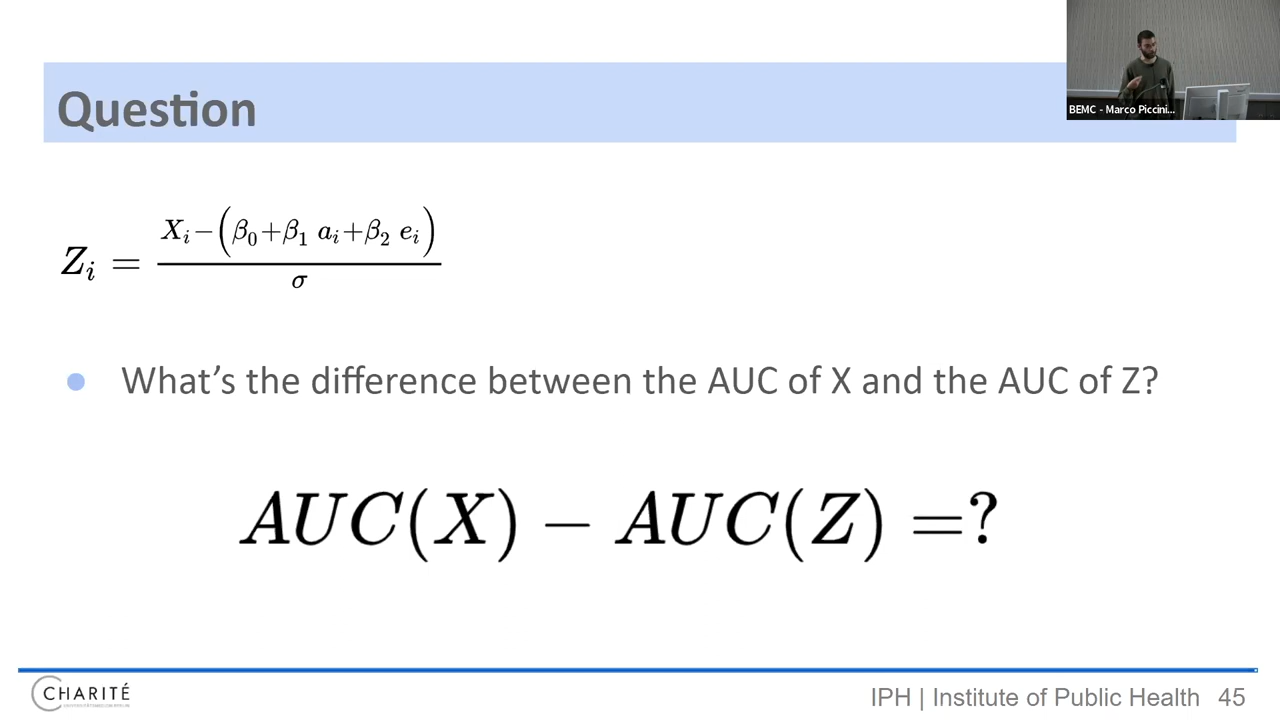 BEMC - Marco Piccini...
Question
Z_i = \frac{X_i - (β_0 + β_1 a_i + β_2 e_i)}{σ}
What's the difference between the AUC of X and the AUC of Z?
AUC(X) − AUC(Z) =?
CHARITÉ
IPH | Institute of Public Health 45